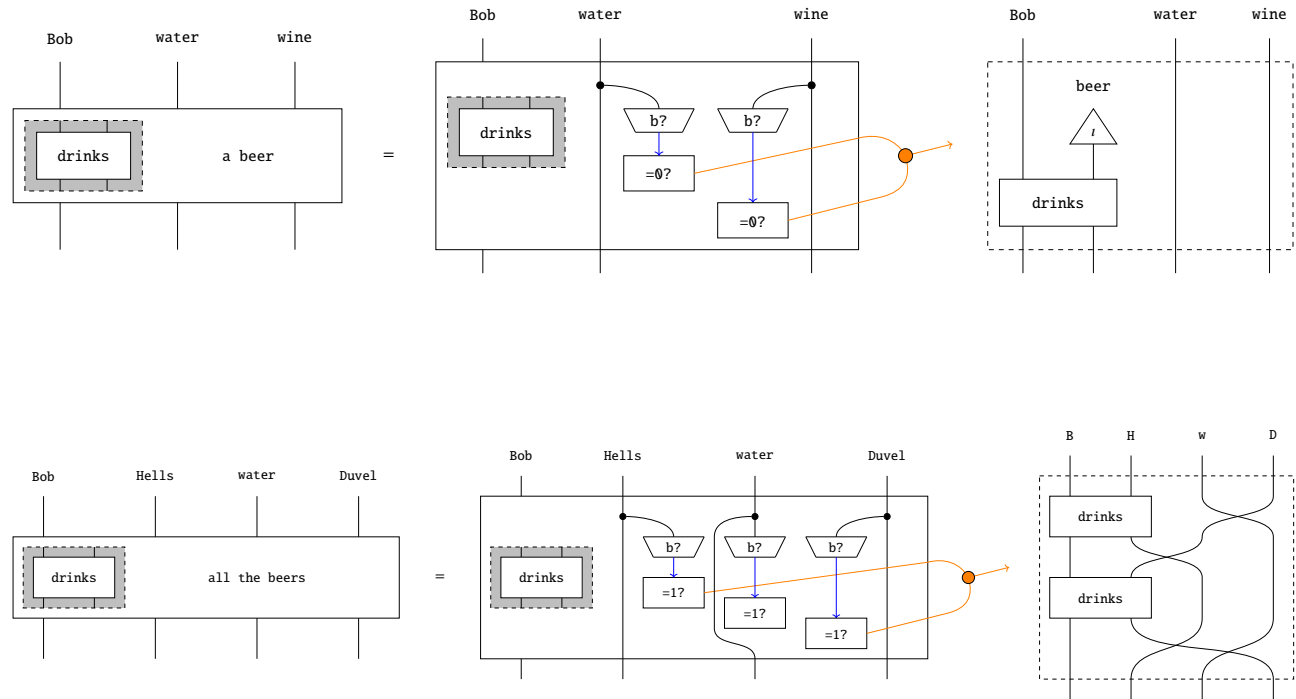 Bob water wine
drinks a beer
=
Bob water wine
drinks
b? b?
=0?
=0?
Bob water wine
beer
ι
drinks
Bob Hells water Duvel
drinks all the beers
=
Bob Hells water Duvel
b? b? b?
drinks
=1?
=1?
=1?
B H w D
drinks
drinks